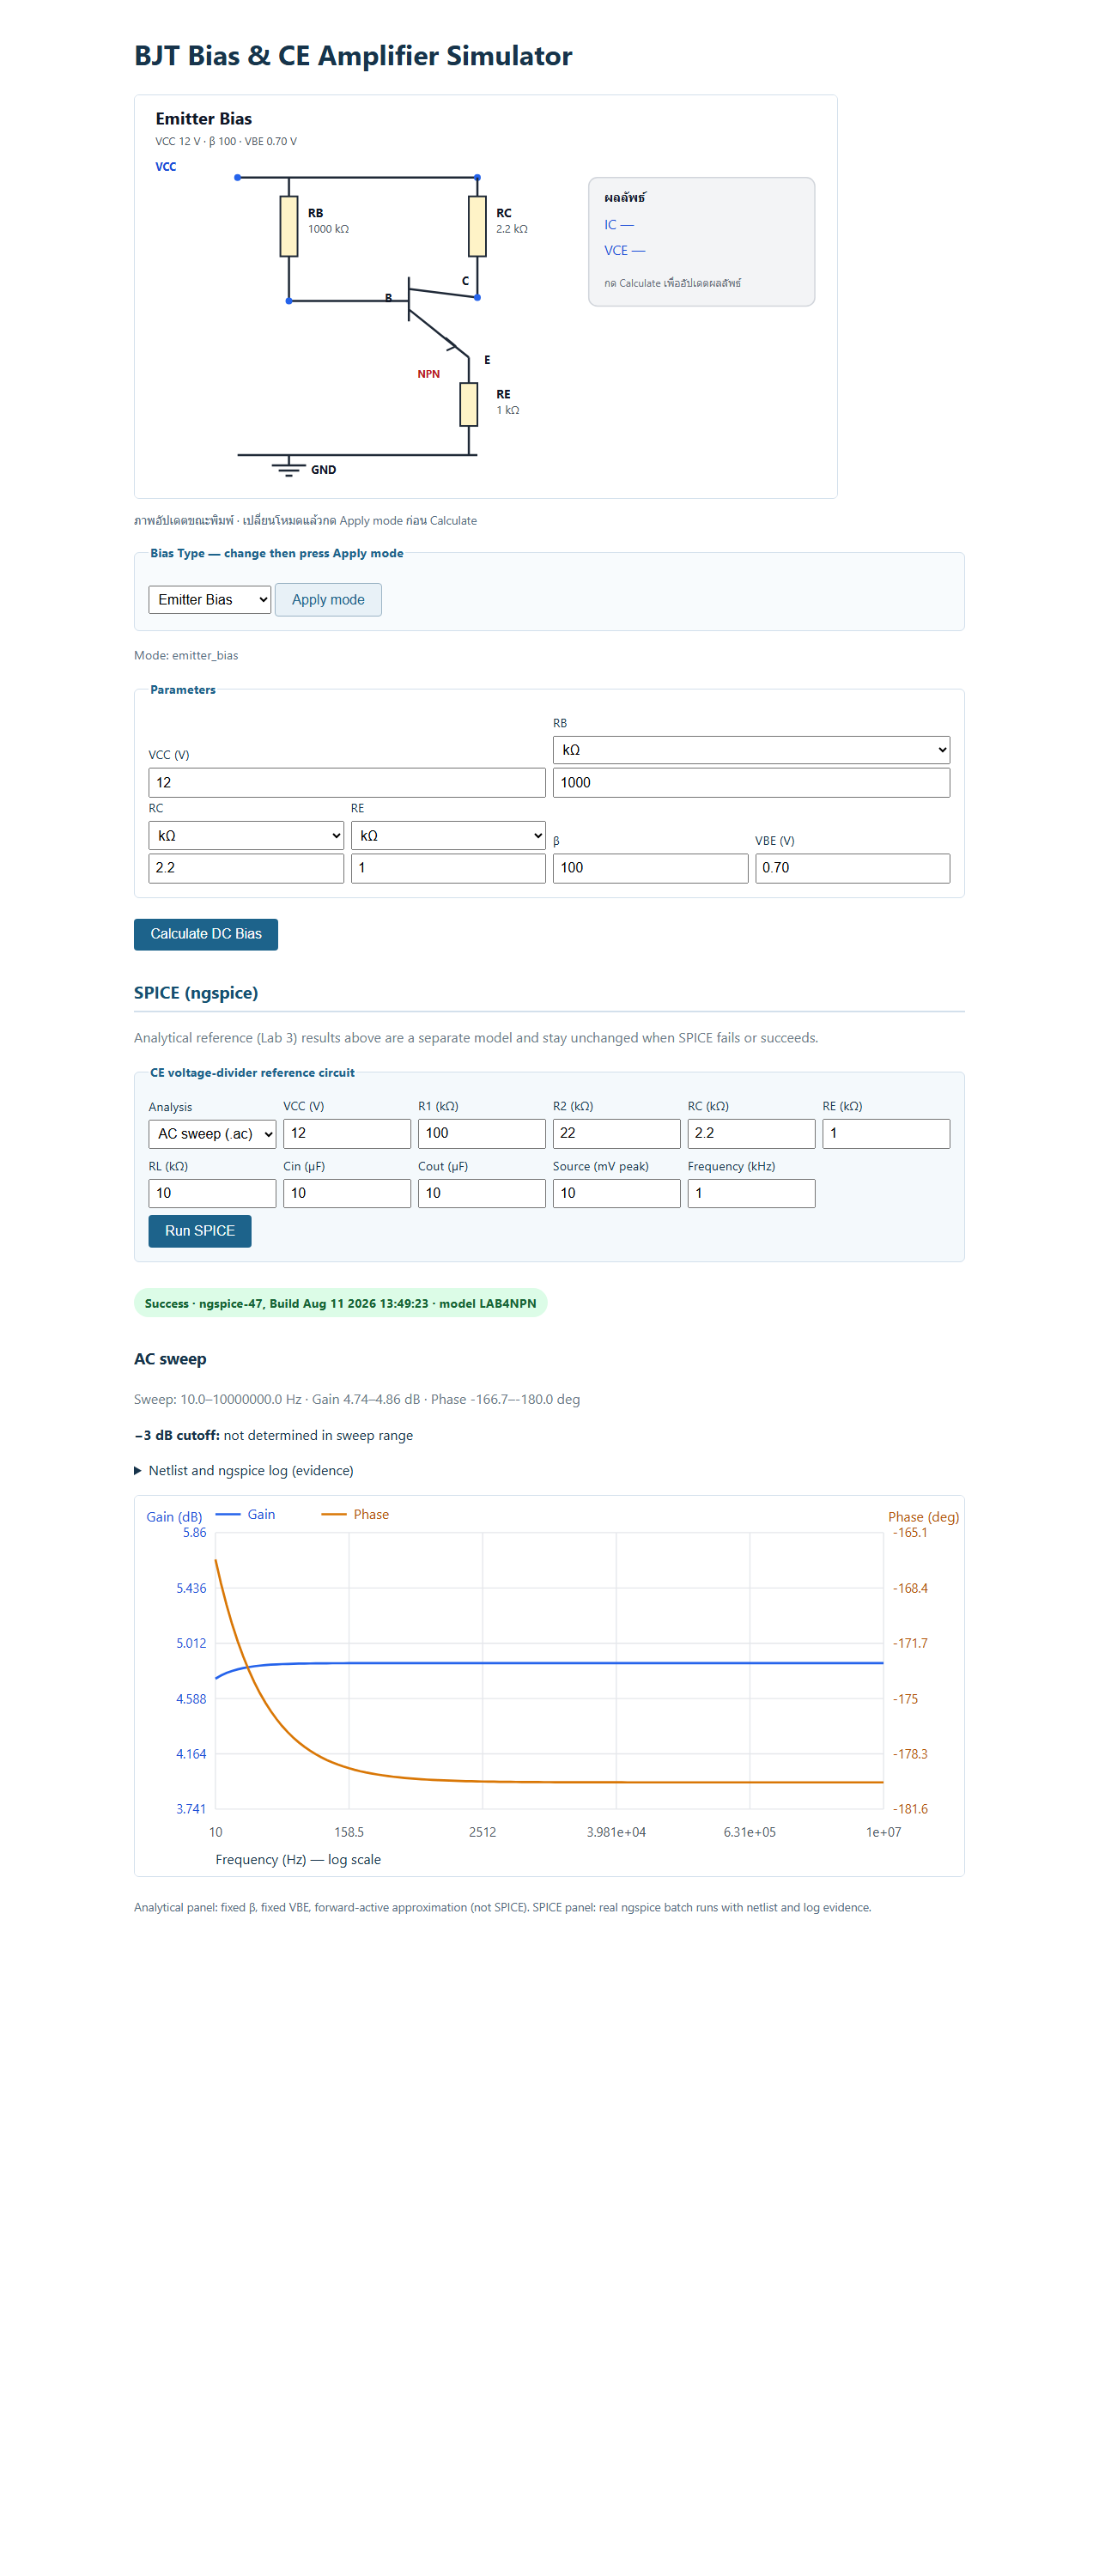 BJT Bias & CE Amplifier Simulator
Emitter Bias
VCC 12 V · β 100 · VBE 0.70 V
VCC
RB
1000 kΩ
RC
2.2 kΩ
ผลลัพธ์
IC —
VCE —
กด Calculate เพื่ออัปเดตผลลัพธ์
C
B
E
NPN
RE
1 kΩ
GND
ภาพอัปเดตขณะพิมพ์ · เปลี่ยนโหมดแล้วกด Apply mode ก่อน Calculate
Bias Type — change then press Apply mode
Emitter Bias Apply mode
Mode: emitter_bias
Parameters
VCC (V)
12
RB
kΩ
1000
RC
kΩ
2.2
RE
kΩ
1
β
100
VBE (V)
0.70
Calculate DC Bias
SPICE (ngspice)
Analytical reference (Lab 3) results above are a separate model and stay unchanged when SPICE fails or succeeds.
CE voltage-divider reference circuit
Analysis VCC (V) R1 (kΩ) R2 (kΩ) RC (kΩ) RE (kΩ)
AC sweep (.ac) 12 100 22 2.2 1
RL (kΩ) Cin (µF) Cout (µF) Source (mV peak) Frequency (kHz)
10 10 10 10 1
Run SPICE
Success · ngspice-47, Build Aug 11 2026 13:49:23 · model LAB4NPN
AC sweep
Sweep: 10.0–10000000.0 Hz · Gain 4.74–4.86 dB · Phase -166.7–-180.0 deg
−3 dB cutoff: not determined in sweep range
▶ Netlist and ngspice log (evidence)
Gain (dB) Gain Phase Phase (deg)
5.86 -165.1
5.436 -168.4
5.012 -171.7
4.588 -175
4.164 -178.3
3.741 -181.6
10 158.5 2512 3.981e+04 6.31e+05 1e+07
Frequency (Hz) — log scale
Analytical panel: fixed β, fixed VBE, forward-active approximation (not SPICE). SPICE panel: real ngspice batch runs with netlist and log evidence.